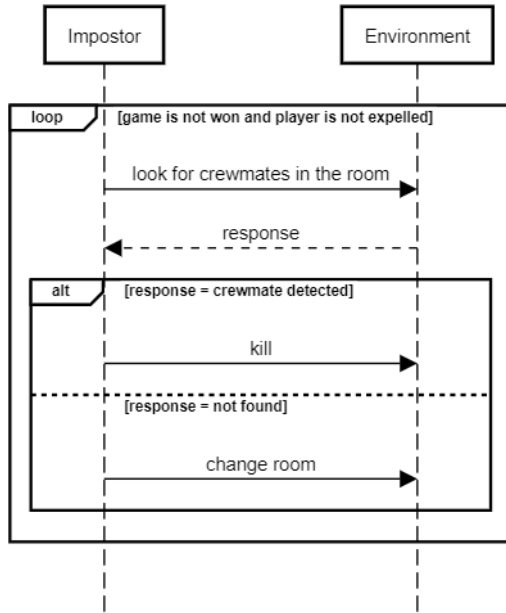 Impostor
Environment
loop
[game is not won and player is not expelled]
look for crewmates in the room
response
alt
[response = crewmate detected]
kill
[response = not found]
change room